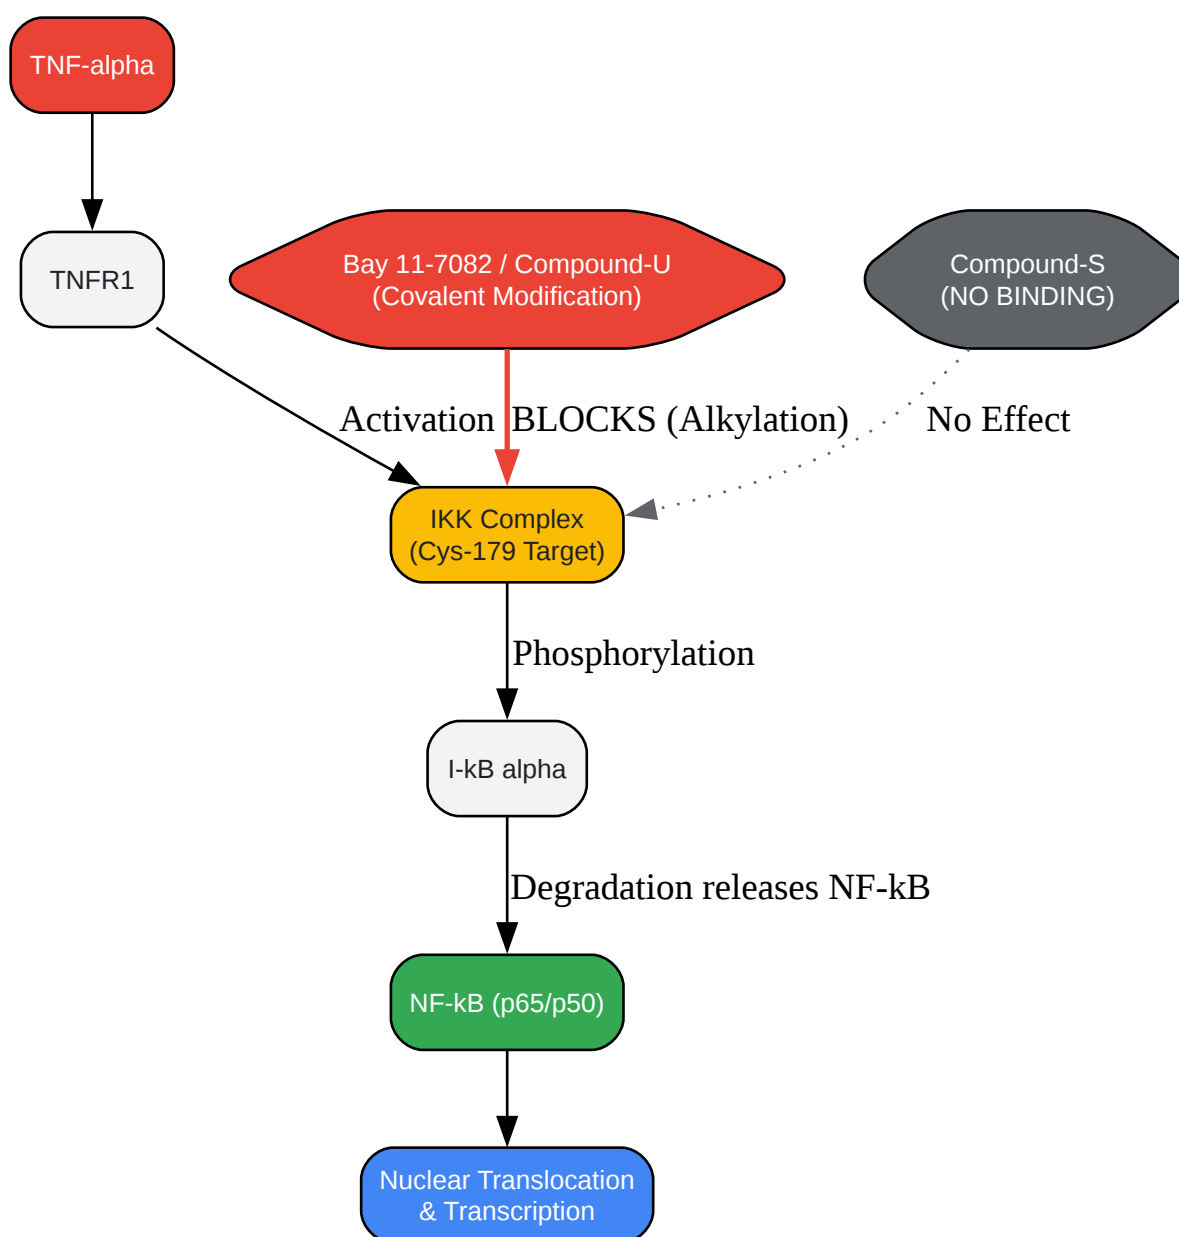 TNF-alpha
TNFR1
Bay 11-7082 / Compound-U
(Covalent Modification)
Compound-S
(NO BINDING)
Activation
BLOCKS (Alkylation)
No Effect
IKK Complex
(Cys-179 Target)
Phosphorylation
I-kB alpha
Degradation releases NF-kB
NF-kB (p65/p50)
Nuclear Translocation
& Transcription